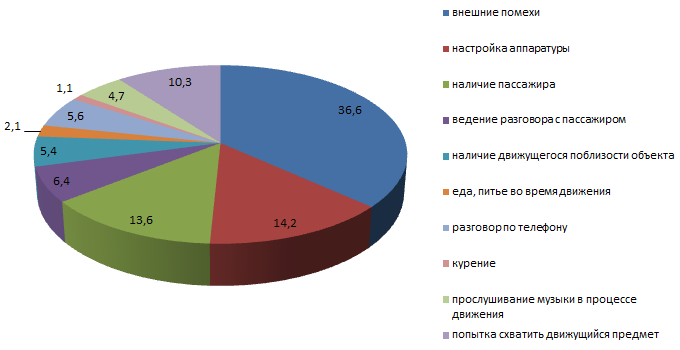 внешние помехи
настройка аппаратуры
наличие пассажира
ведение разговора с пассажиром
наличие движущегося поблизости объекта
еда, питье во время движения
разговор по телефону
курение
прослушивание музыки в процессе
движения
попытка схватить движущийся предмет
36,6
14,2
13,6
6,4
5,4
2,1
5,6
1,1
4,7
10,3